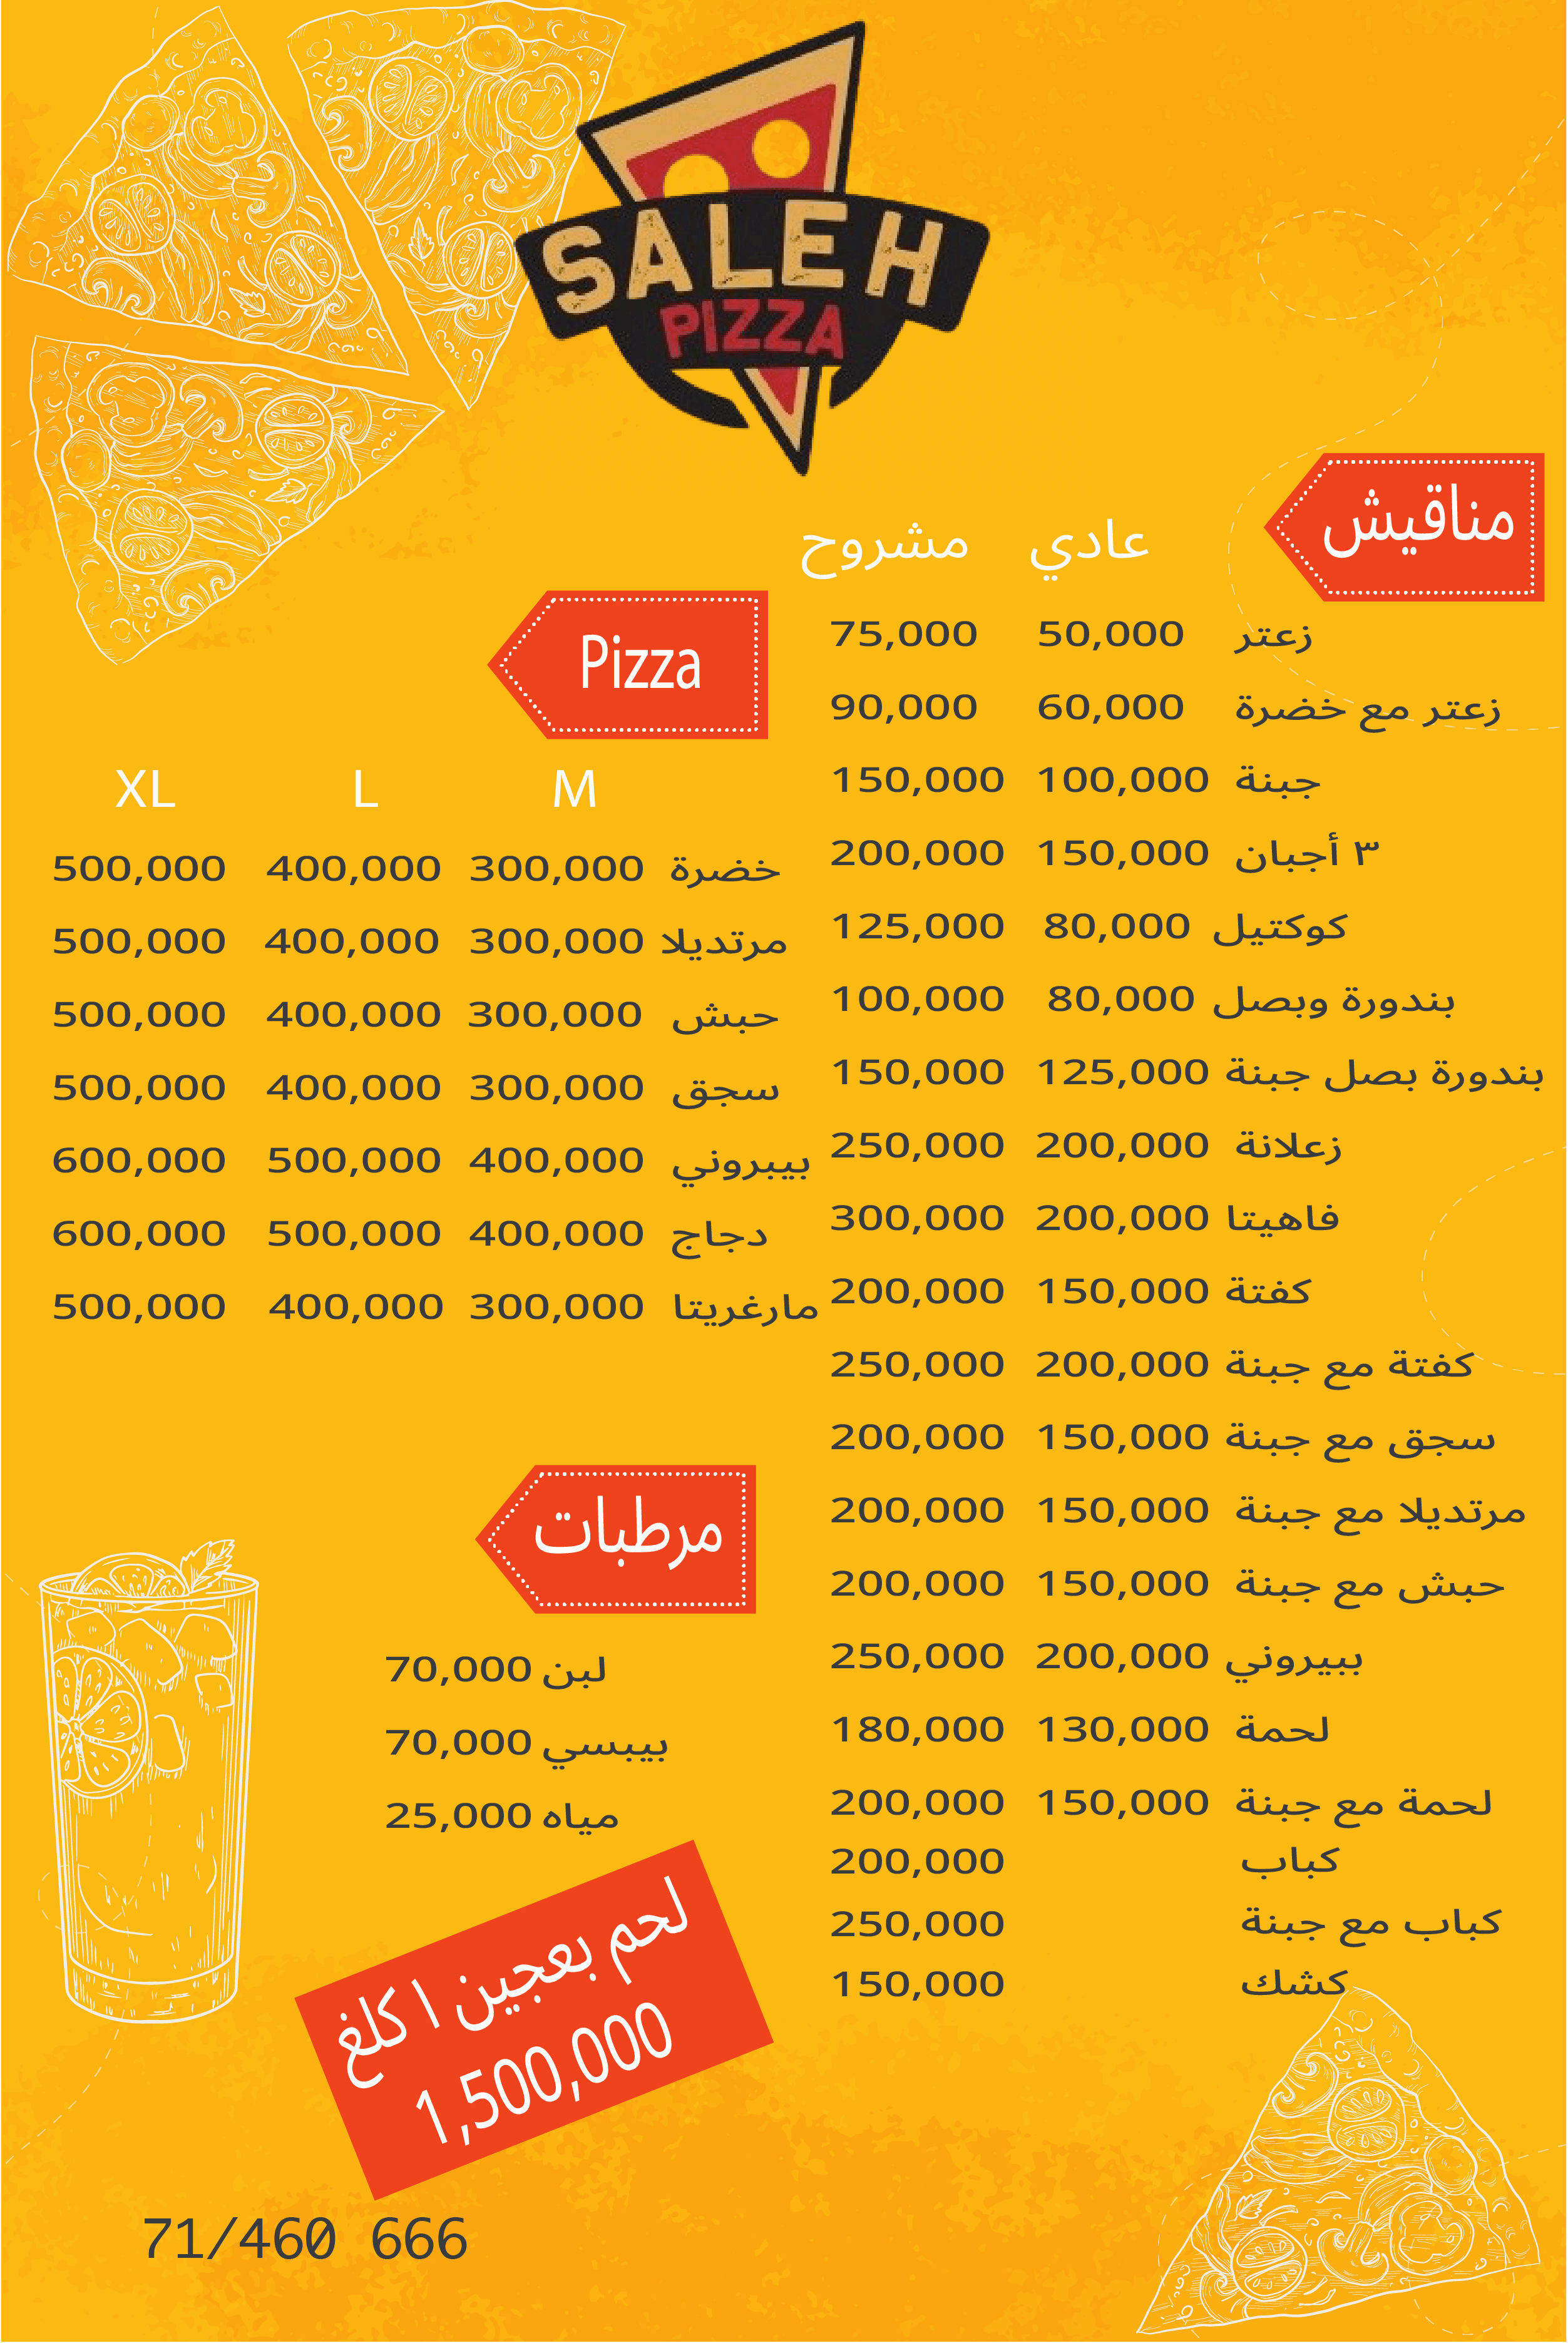 SALEH
PIZZA
مناقيش
عادي مشروح
زعتر 50,000 75,000
زعتر مع خضرة 60,000 90,000
جبنة 100,000 150,000
٣ أجبان 150,000 200,000
كوكتيل 80,000 125,000
بندورة وبصل 80,000 100,000
بندورة بصل جبنة 125,000 150,000
زعلانة 200,000 250,000
فاهيتا 200,000 300,000
كفتة 150,000 200,000
كفتة مع جبنة 200,000 250,000
سجق مع جبنة 150,000 200,000
مرتديلا مع جبنة 150,000 200,000
حبش مع جبنة 150,000 200,000
ببيروني 200,000 250,000
لحمة 130,000 180,000
لحمة مع جبنة 150,000 200,000
كباب 200,000
كباب مع جبنة 250,000
كشك 150,000
Pizza
M L XL
خضرة 300,000 400,000 500,000
مرتديلا 300,000 400,000 500,000
حبش 300,000 400,000 500,000
سجق 300,000 400,000 500,000
بيبروني 400,000 500,000 600,000
دجاج 400,000 500,000 600,000
مارغريتا 300,000 400,000 500,000
مرطبات
لبن 70,000
بيبسي 70,000
مياه 25,000
لحم بعجين ١ كلغ
1,500,000
71/460 666